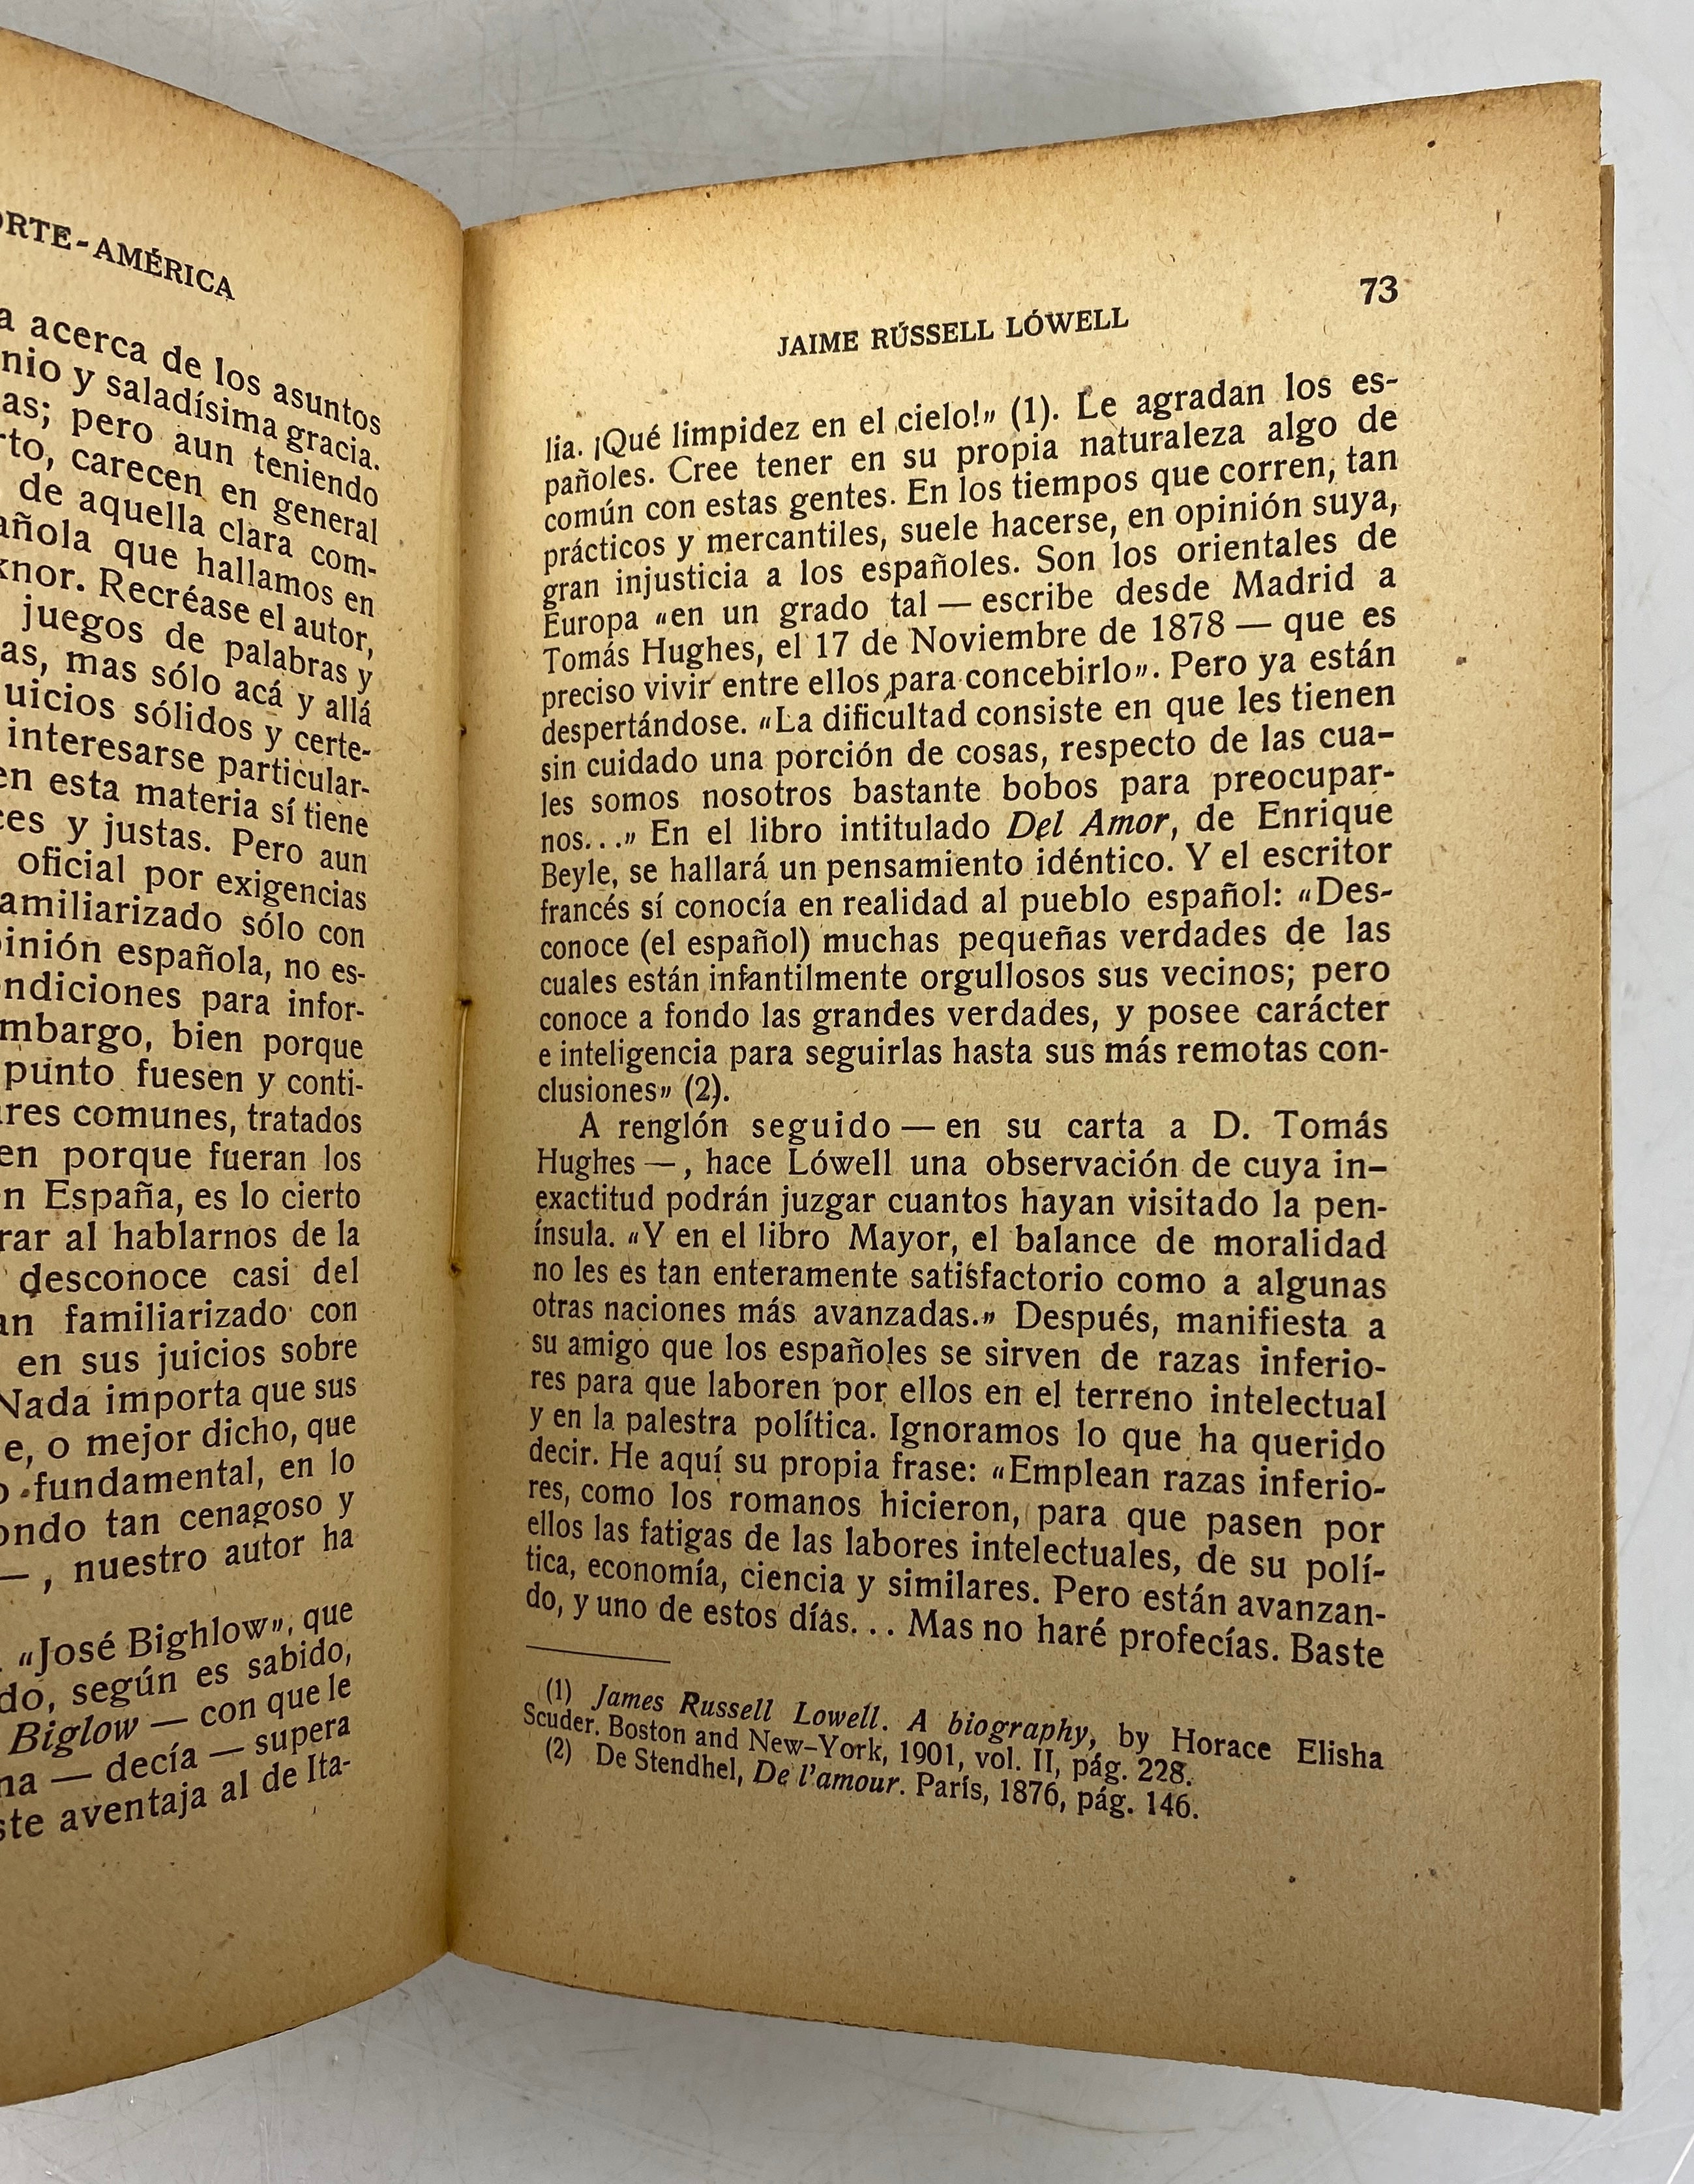 ORTE-AMÉRICA
a acerca de los asuntos
nio y saladísima gracia.
as; pero aun teniendo
rto, carecen en general
de aquella clara com-
añola que hallamos en
knor. Recréase el autor,
juegos de palabras y
as, mas sólo acá y allá
uicios sólidos y certe-
interesarse particular-
en esta materia sí tiene
ces y justas. Pero aun
oficial por exigencias
amiliarizado sólo con
pinión española, no es-
ndiciones para infor-
mbargo, bien porque
punto fuesen y conti-
ares comunes, tratados
en porque fueran los
n España, es lo cierto
rar al hablarnos de la
desconoce casi del
an familiarizado con
en sus juicios sobre
Nada importa que sus
e, o mejor dicho, que
o fundamental, en lo
ondo tan cenagoso y
—, nuestro autor ha
«José Bighlow», que
do, según es sabido,
Biglow — con que le
na — decía — supera
ste aventaja al de Ita-
73
JAIME RÚSSELL LÓWELL
lia. ¡Qué limpidez en el cielo!» (1). Le agradan los es-
pañoles. Cree tener en su propia naturaleza algo de
común con estas gentes. En los tiempos que corren, tan
prácticos y mercantiles, suele hacerse, en opinión suya,
gran injusticia a los españoles. Son los orientales de
Europa «en un grado tal — escribe desde Madrid a
Tomás Hughes, el 17 de Noviembre de 1878 — que es
preciso vivir entre ellos para concebirlo». Pero ya están
despertándose. «La dificultad consiste en que les tienen
sin cuidado una porción de cosas, respecto de las cua-
les somos nosotros bastante bobos para preocupar-
nos...» En el libro intitulado Del Amor, de Enrique
Beyle, se hallará un pensamiento idéntico. Y el escritor
francés sí conocía en realidad al pueblo español: «Des-
conoce (el español) muchas pequeñas verdades de las
cuales están infantilmente orgullosos sus vecinos; pero
conoce a fondo las grandes verdades, y posee carácter
e inteligencia para seguirlas hasta sus más remotas con-
clusiones» (2).
A renglón seguido — en su carta a D. Tomás
Hughes —, hace Lówell una observación de cuya in-
exactitud podrán juzgar cuantos hayan visitado la pen-
ínsula. «Y en el libro Mayor, el balance de moralidad
no les es tan enteramente satisfactorio como a algunas
otras naciones más avanzadas.» Después, manifiesta a
su amigo que los españoles se sirven de razas inferio-
res para que laboren por ellos en el terreno intelectual
y en la palestra política. Ignoramos lo que ha querido
decir. He aquí su propia frase: «Emplean razas inferio-
res, como los romanos hicieron, para que pasen por
ellos las fatigas de las labores intelectuales, de su polí-
tica, economía, ciencia y similares. Pero están avanzan-
do, y uno de estos días... Mas no haré profecías. Baste
(1) James Russell Lowell. A biography, by Horace Elisha
Scuder. Boston and New-York, 1901, vol. II, pág. 228.
(2) De Stendhel, De l'amour. París, 1876, pág. 146.